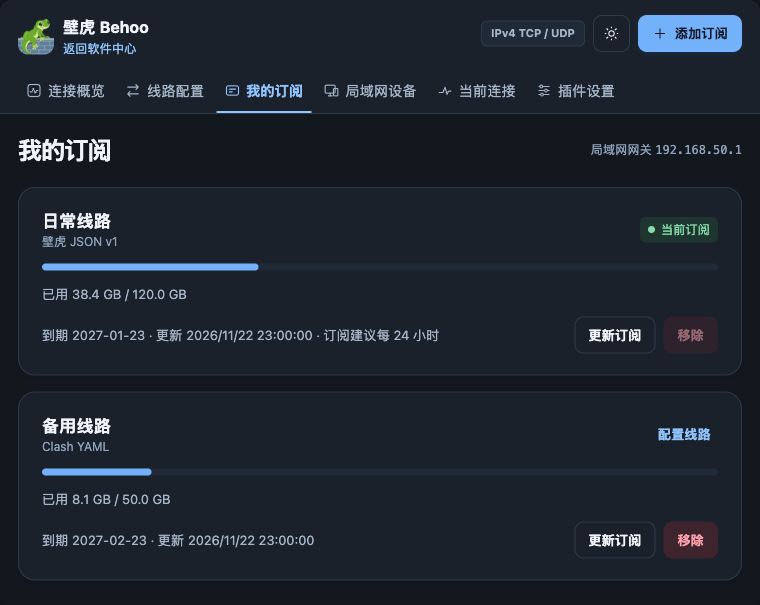 壁虎 Behoo
返回软件中心
IPv4 TCP / UDP
添加订阅
连接概览
线路配置
我的订阅
局域网设备
当前连接
插件设置
我的订阅
局域网网关 192.168.50.1
日常线路
壁虎 JSON v1
当前订阅
已用 38.4 GB / 120.0 GB
到期 2027-01-23 · 更新 2026/11/22 23:00:00 · 订阅建议每 24 小时
更新订阅
移除
备用线路
Clash YAML
配置线路
已用 8.1 GB / 50.0 GB
到期 2027-02-23 · 更新 2026/11/22 23:00:00
更新订阅
移除